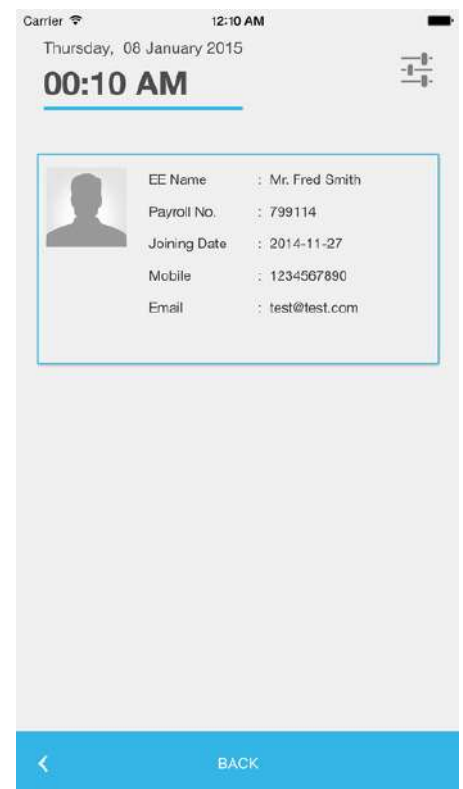 Carrier 12:10 AM
Thursday, 08 January 2015
00:10 AM
EE Name : Mr. Fred Smith
Payroll No. : 799114
Joining Date : 2014-11-27
Mobile : 1234567890
Email : test@test.com
BACK